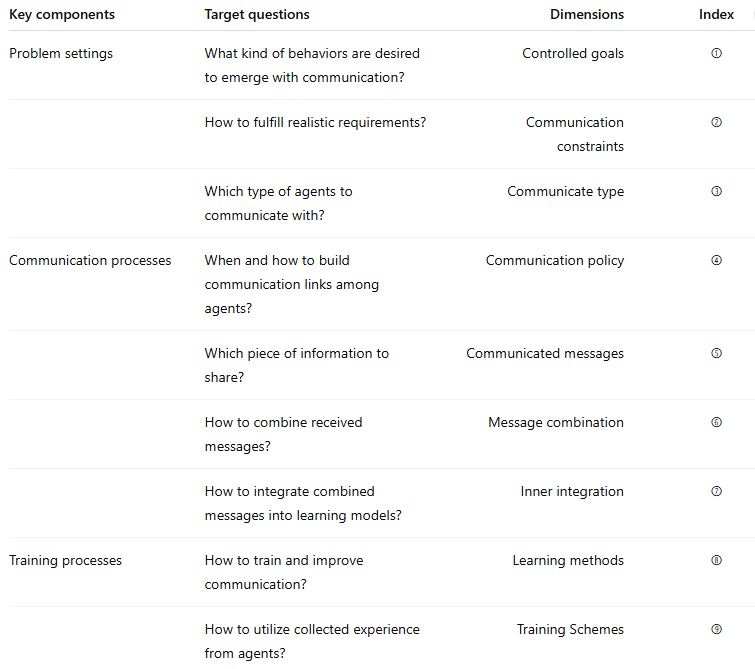 Key components Target questions Dimensions Index
Problem settings What kind of behaviors are desired Controlled goals ①
to emerge with communication?
How to fulfill realistic requirements? Communication ②
constraints
Which type of agents to Communicate type ③
communicate with?
Communication processes When and how to build Communication policy ④
communication links among
agents?
Which piece of information to Communicated messages ⑤
share?
How to combine received Message combination ⑥
messages?
How to integrate combined Inner integration ⑦
messages into learning models?
Training processes How to train and improve Learning methods ⑧
communication?
How to utilize collected experience Training Schemes ⑨
from agents?